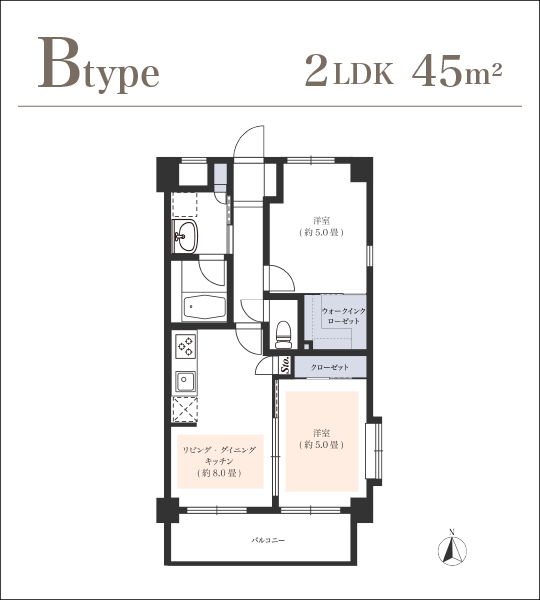 Btype
2LDK 45m²
洋室
(約5.0畳)
ウォークイン
クローゼット
Sto.
クローゼット
洋室
(約5.0畳)
リビング・ダイニング
キッチン
(約8.0畳)
バルコニー
N